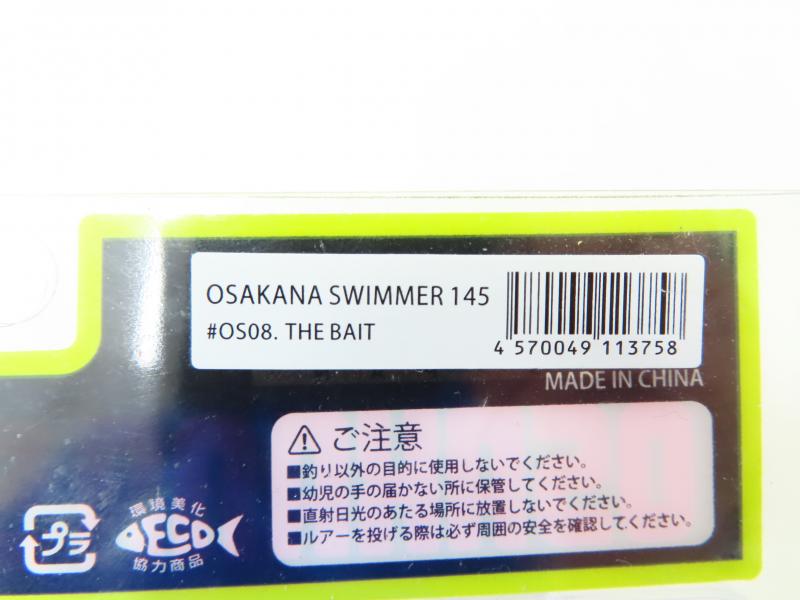 OSAKANA SWIMMER 145
#OS08. THE BAIT
4 570049 113758
MADE IN CHINA
⚠ご注意
■釣り以外の目的に使用しないでください。
■幼児の手の届かない所に保管してください。
■直射日光のあたる場所に放置しないでください。
■ルアーを投げる際は必ず周囲の安全を確認してください。
プラ
環境美化
ECO
協力商品